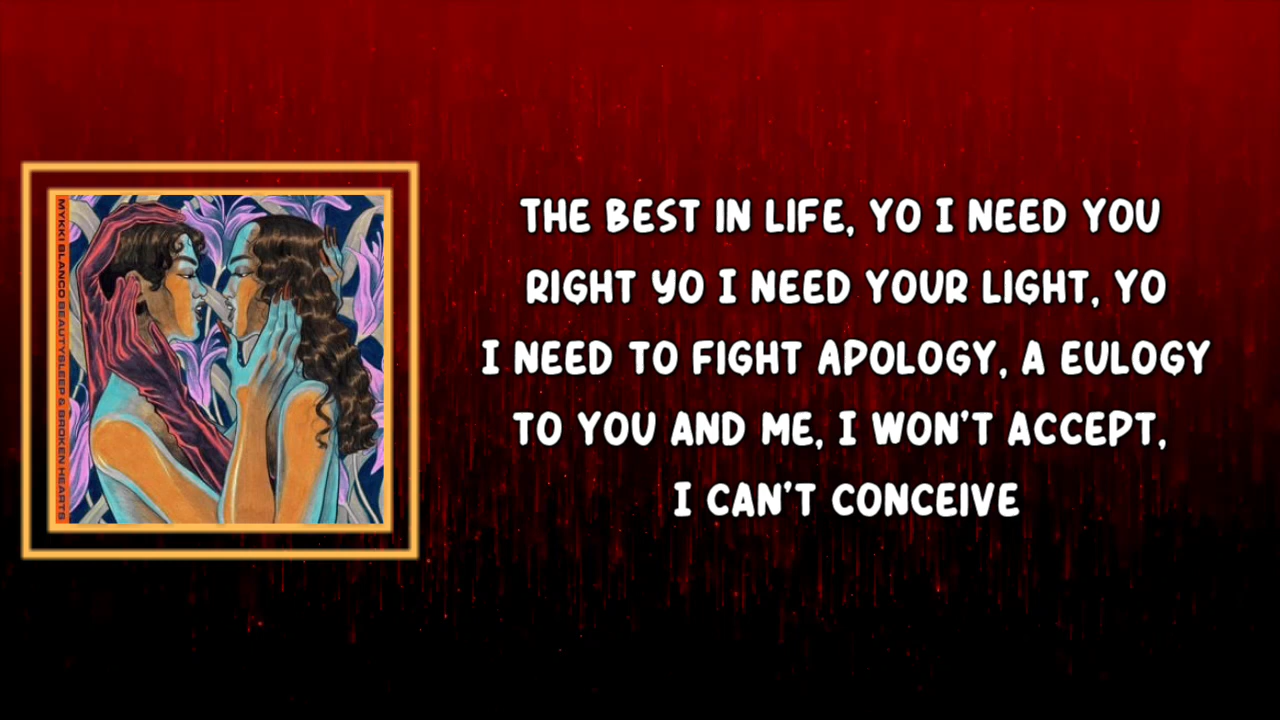 MYKKI BLANCO BEAUTYSLEEP & BROKEN HEARTS
THE BEST IN LIFE, YO I NEED YOU
RIGHT YO I NEED YOUR LIGHT, YO
I NEED TO FIGHT APOLOGY, A EULOGY
TO YOU AND ME, I WON'T ACCEPT,
I CAN'T CONCEIVE